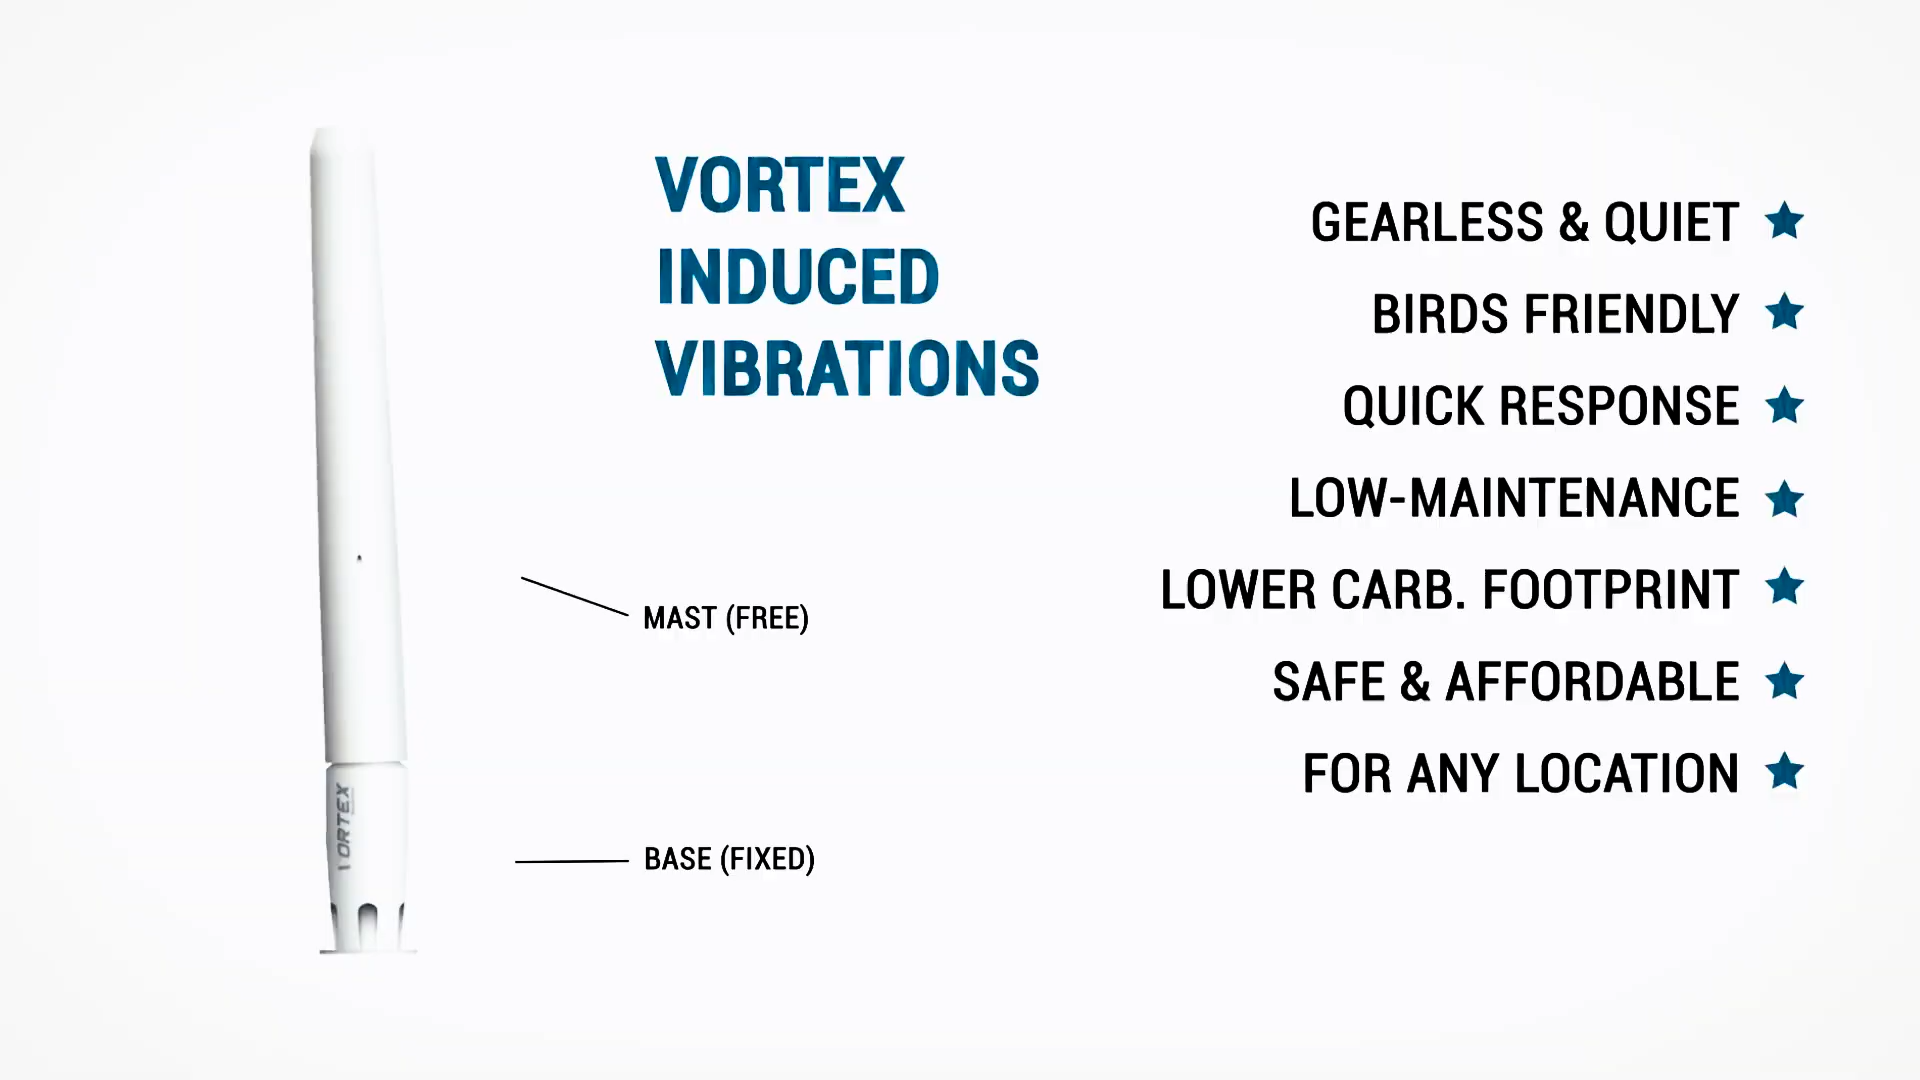 VORTEX
INDUCED
VIBRATIONS
MAST (FREE)
BASE (FIXED)
GEARLESS & QUIET
BIRDS FRIENDLY
QUICK RESPONSE
LOW-MAINTENANCE
LOWER CARB. FOOTPRINT
SAFE & AFFORDABLE
FOR ANY LOCATION
VORTEX